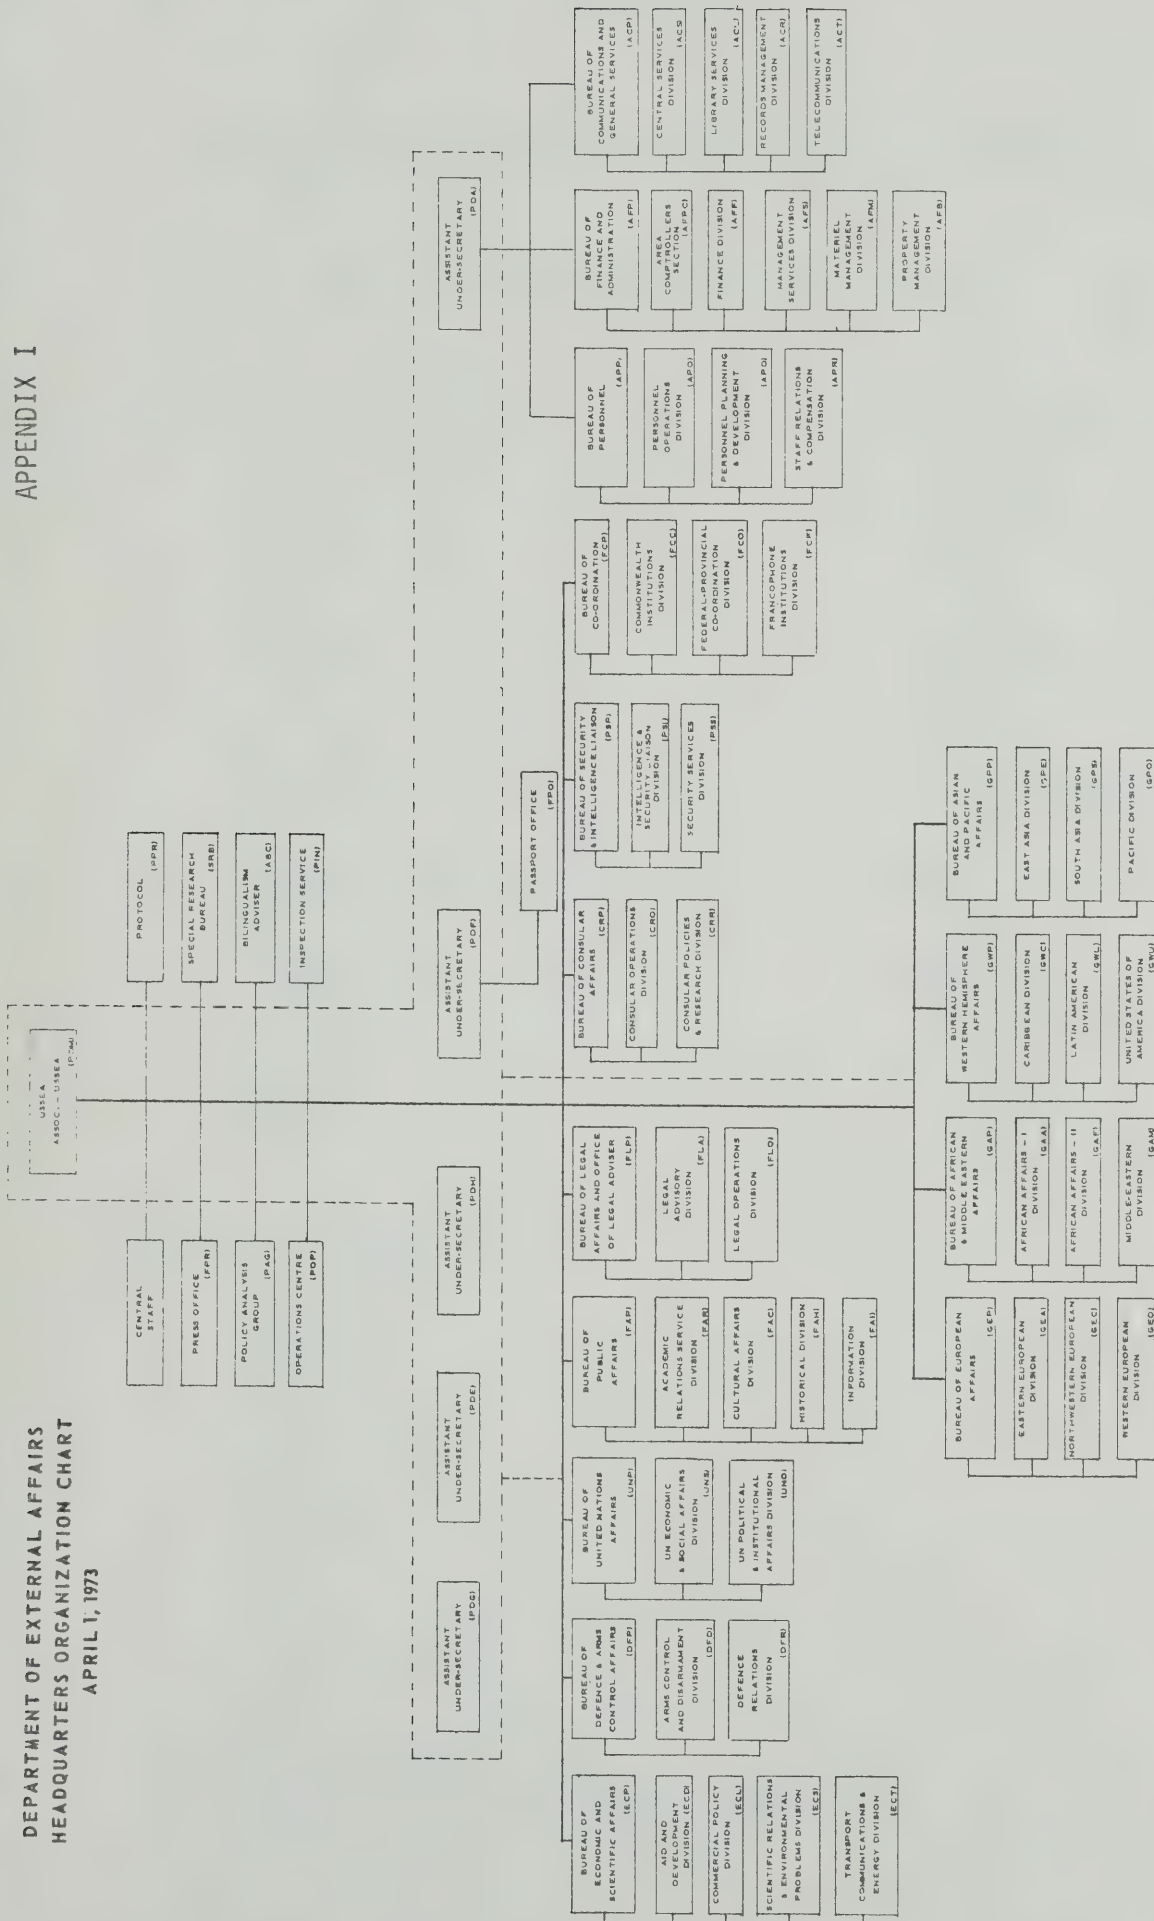 APPENDIX I
DEPARTMENT OF EXTERNAL AFFAIRS
HEADQUARTERS ORGANIZATION CHART
APRIL 1, 1973
USSEA
ASSOC.- USSEA
CENTRAL
STAFF
PRESS OFFICE
(FPR)
POLICY ANALYSIS
GROUP
(PAG)
OPERATIONS CENTRE
(POP)
PROTOCOL
(PPR)
SPECIAL RESEARCH
BUREAU
(SRB)
BILINGUALISM
ADVISER
(ABC)
INSPECTION SERVICE
(PIN)
ASSISTANT
UNDER-SECRETARY
(PDG)
ASSISTANT
UNDER-SECRETARY
(PDE)
ASSISTANT
UNDER-SECRETARY
(PDH)
ASSISTANT
UNDER-SECRETARY
(PDF)
ASSISTANT
UNDER-SECRETARY
(PDA)
PASSPORT OFFICE
(FPO)
BUREAU OF
ECONOMIC AND
SCIENTIFIC AFFAIRS
(ECP)
AID AND
DEVELOPMENT
DIVISION (ECD)
COMMERCIAL POLICY
DIVISION
(ECL)
SCIENTIFIC RELATIONS
& ENVIRONMENTAL
PROBLEMS DIVISION
(ECS)
TRANSPORT
COMMUNICATIONS &
ENERGY DIVISION
(ECT)
BUREAU OF
DEFENCE & ARMS
CONTROL AFFAIRS
(DFP)
ARMS CONTROL
AND DISARMAMENT
DIVISION
(DFD)
DEFENCE
RELATIONS
DIVISION
(DFR)
BUREAU OF
UNITED NATIONS
AFFAIRS
(UNP)
UN ECONOMIC
& SOCIAL AFFAIRS
DIVISION
(UNS)
UN POLITICAL
& INSTITUTIONAL
AFFAIRS DIVISION
(UNO)
BUREAU OF
PUBLIC
AFFAIRS
(FAP)
ACADEMIC
RELATIONS SERVICE
DIVISION
(FAR)
CULTURAL AFFAIRS
DIVISION
(FAC)
HISTORICAL DIVISION
(FAH)
INFORMATION
DIVISION
(FAI)
BUREAU OF LEGAL
AFFAIRS AND OFFICE
OF LEGAL ADVISER
(FLP)
LEGAL
ADVISORY
DIVISION
(FLA)
LEGAL OPERATIONS
DIVISION
(FLO)
BUREAU OF CONSULAR
AFFAIRS
(CRP)
CONSULAR OPERATIONS
DIVISION
(CRO)
CONSULAR POLICIES
& RESEARCH DIVISION
(CRR)
BUREAU OF SECURITY
& INTELLIGENCE LIAISON
(PSP)
INTELLIGENCE &
SECURITY LIAISON
DIVISION
(PSI)
SECURITY SERVICES
DIVISION
(PSS)
BUREAU OF
CO-ORDINATION
(FCP)
COMMONWEALTH
INSTITUTIONS
DIVISION
(FCC)
FEDERAL-PROVINCIAL
CO-ORDINATION
DIVISION
(FCO)
FRANCOPHONE
INSTITUTIONS
DIVISION
(FCF)
BUREAU OF
PERSONNEL
(APP)
PERSONNEL
OPERATIONS
DIVISION
(APO)
PERSONNEL PLANNING
& DEVELOPMENT
DIVISION
(APD)
STAFF RELATIONS
& COMPENSATION
DIVISION
(APR)
BUREAU OF
FINANCE AND
ADMINISTRATION
(AFP)
AREA
COMPTROLLERS
SECTION
(AFPC)
FINANCE DIVISION
(AFF)
MANAGEMENT
SERVICES DIVISION
(AFS)
MATERIEL
MANAGEMENT
DIVISION
(AFM)
PROPERTY
MANAGEMENT
DIVISION
(AFB)
BUREAU OF
COMMUNICATIONS AND
GENERAL SERVICES
(ACP)
CENTRAL SERVICES
DIVISION
(ACS)
LIBRARY SERVICES
DIVISION
(ACL)
RECORDS MANAGEMENT
DIVISION
(ACR)
TELECOMMUNICATIONS
DIVISION
(ACT)
BUREAU OF EUROPEAN
AFFAIRS
(GEP)
EASTERN EUROPEAN
DIVISION
(GEA)
NORTHWESTERN EUROPEAN
DIVISION
(GEC)
WESTERN EUROPEAN
DIVISION
(GEO)
BUREAU OF AFRICAN
& MIDDLE EASTERN
AFFAIRS
(GAP)
AFRICAN AFFAIRS - I
DIVISION
(GAA)
AFRICAN AFFAIRS - II
DIVISION
(GAF)
MIDDLE-EASTERN
DIVISION
(GAM)
BUREAU OF
WESTERN HEMISPHERE
AFFAIRS
(GWP)
CARIBBEAN DIVISION
(GWC)
LATIN AMERICAN
DIVISION
(GWL)
UNITED STATES OF
AMERICA DIVISION
(GWU)
BUREAU OF ASIAN
AND PACIFIC
AFFAIRS
(GPP)
EAST ASIA DIVISION
(GPE)
SOUTH ASIA DIVISION
(GPS)
PACIFIC DIVISION
(GPO)